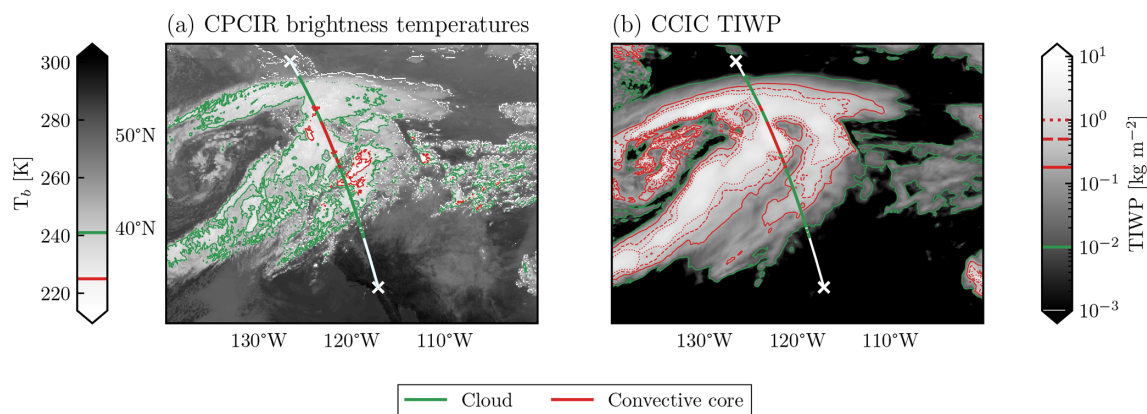 (a) CPCIR brightness temperatures
(b) CCIC TIWP
T_b [K]
300
280
260
240
220
50°N
40°N
130°W
120°W
110°W
130°W
120°W
110°W
10^1
10^0
10^−1
10^−2
10^−3
TIWP [kg m^−2]
Cloud
Convective core